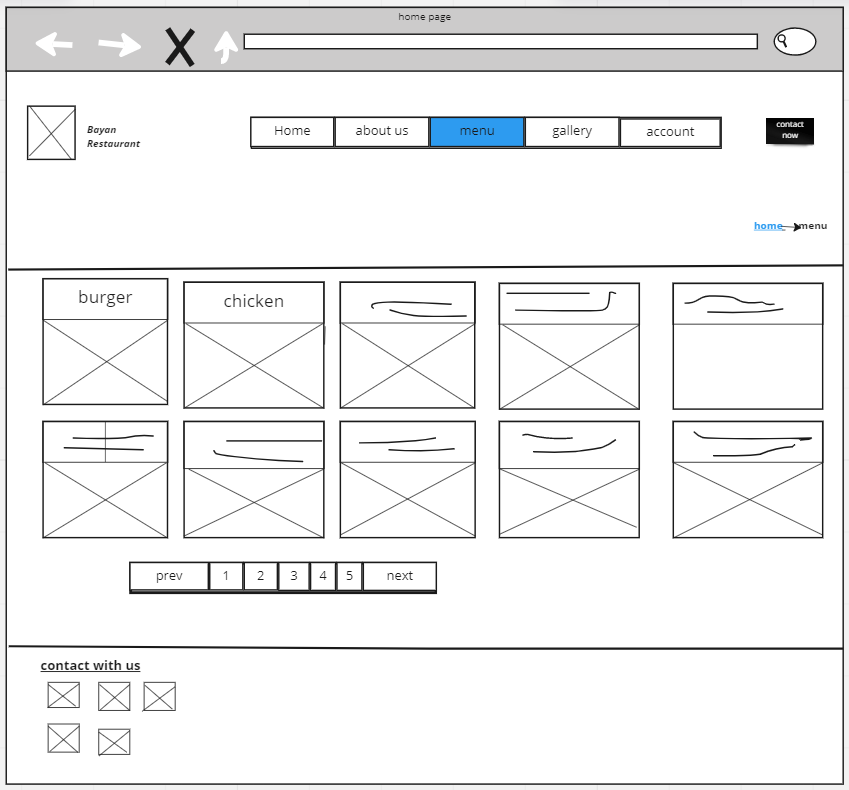 home page
Bayan
Restaurant
Home
about us
menu
gallery
account
contact
now
home
menu
burger
chicken
prev
1
2
3
4
5
next
contact with us